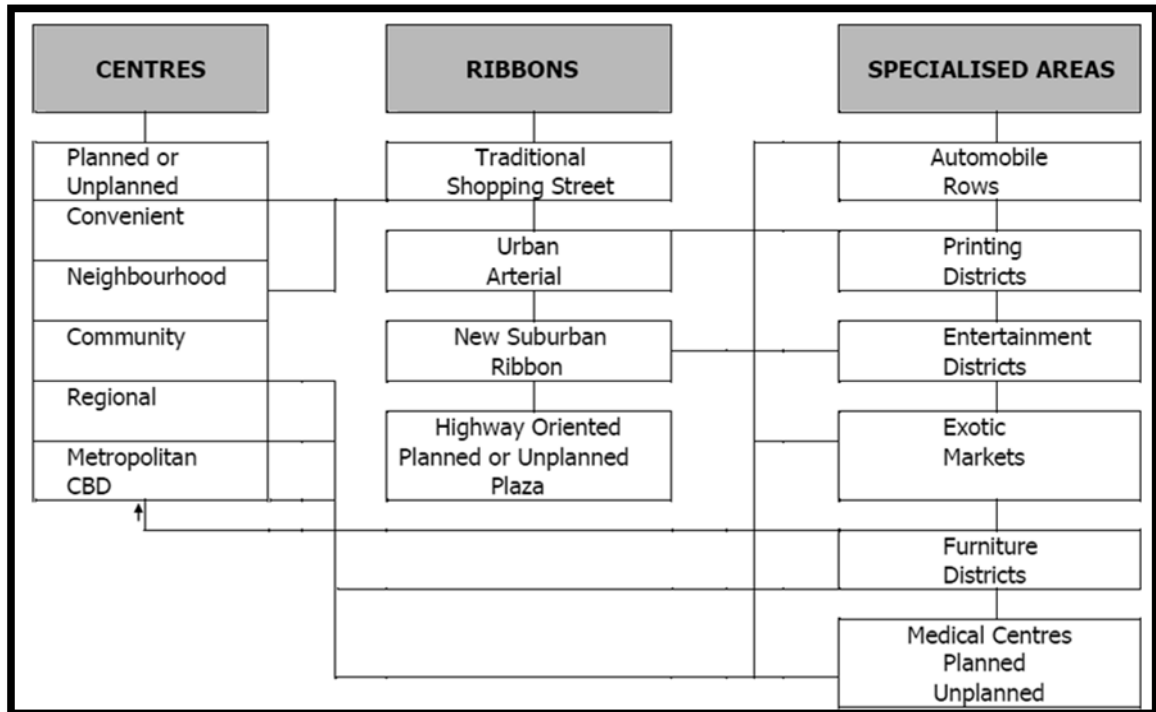 CENTRES
Planned or
Unplanned
Convenient
Neighbourhood
Community
Regional
Metropolitan
CBD
RIBBONS
Traditional
Shopping Street
Urban
Arterial
New Suburban
Ribbon
Highway Oriented
Planned or Unplanned
Plaza
SPECIALISED AREAS
Automobile
Rows
Printing
Districts
Entertainment
Districts
Exotic
Markets
Furniture
Districts
Medical Centres
Planned
Unplanned